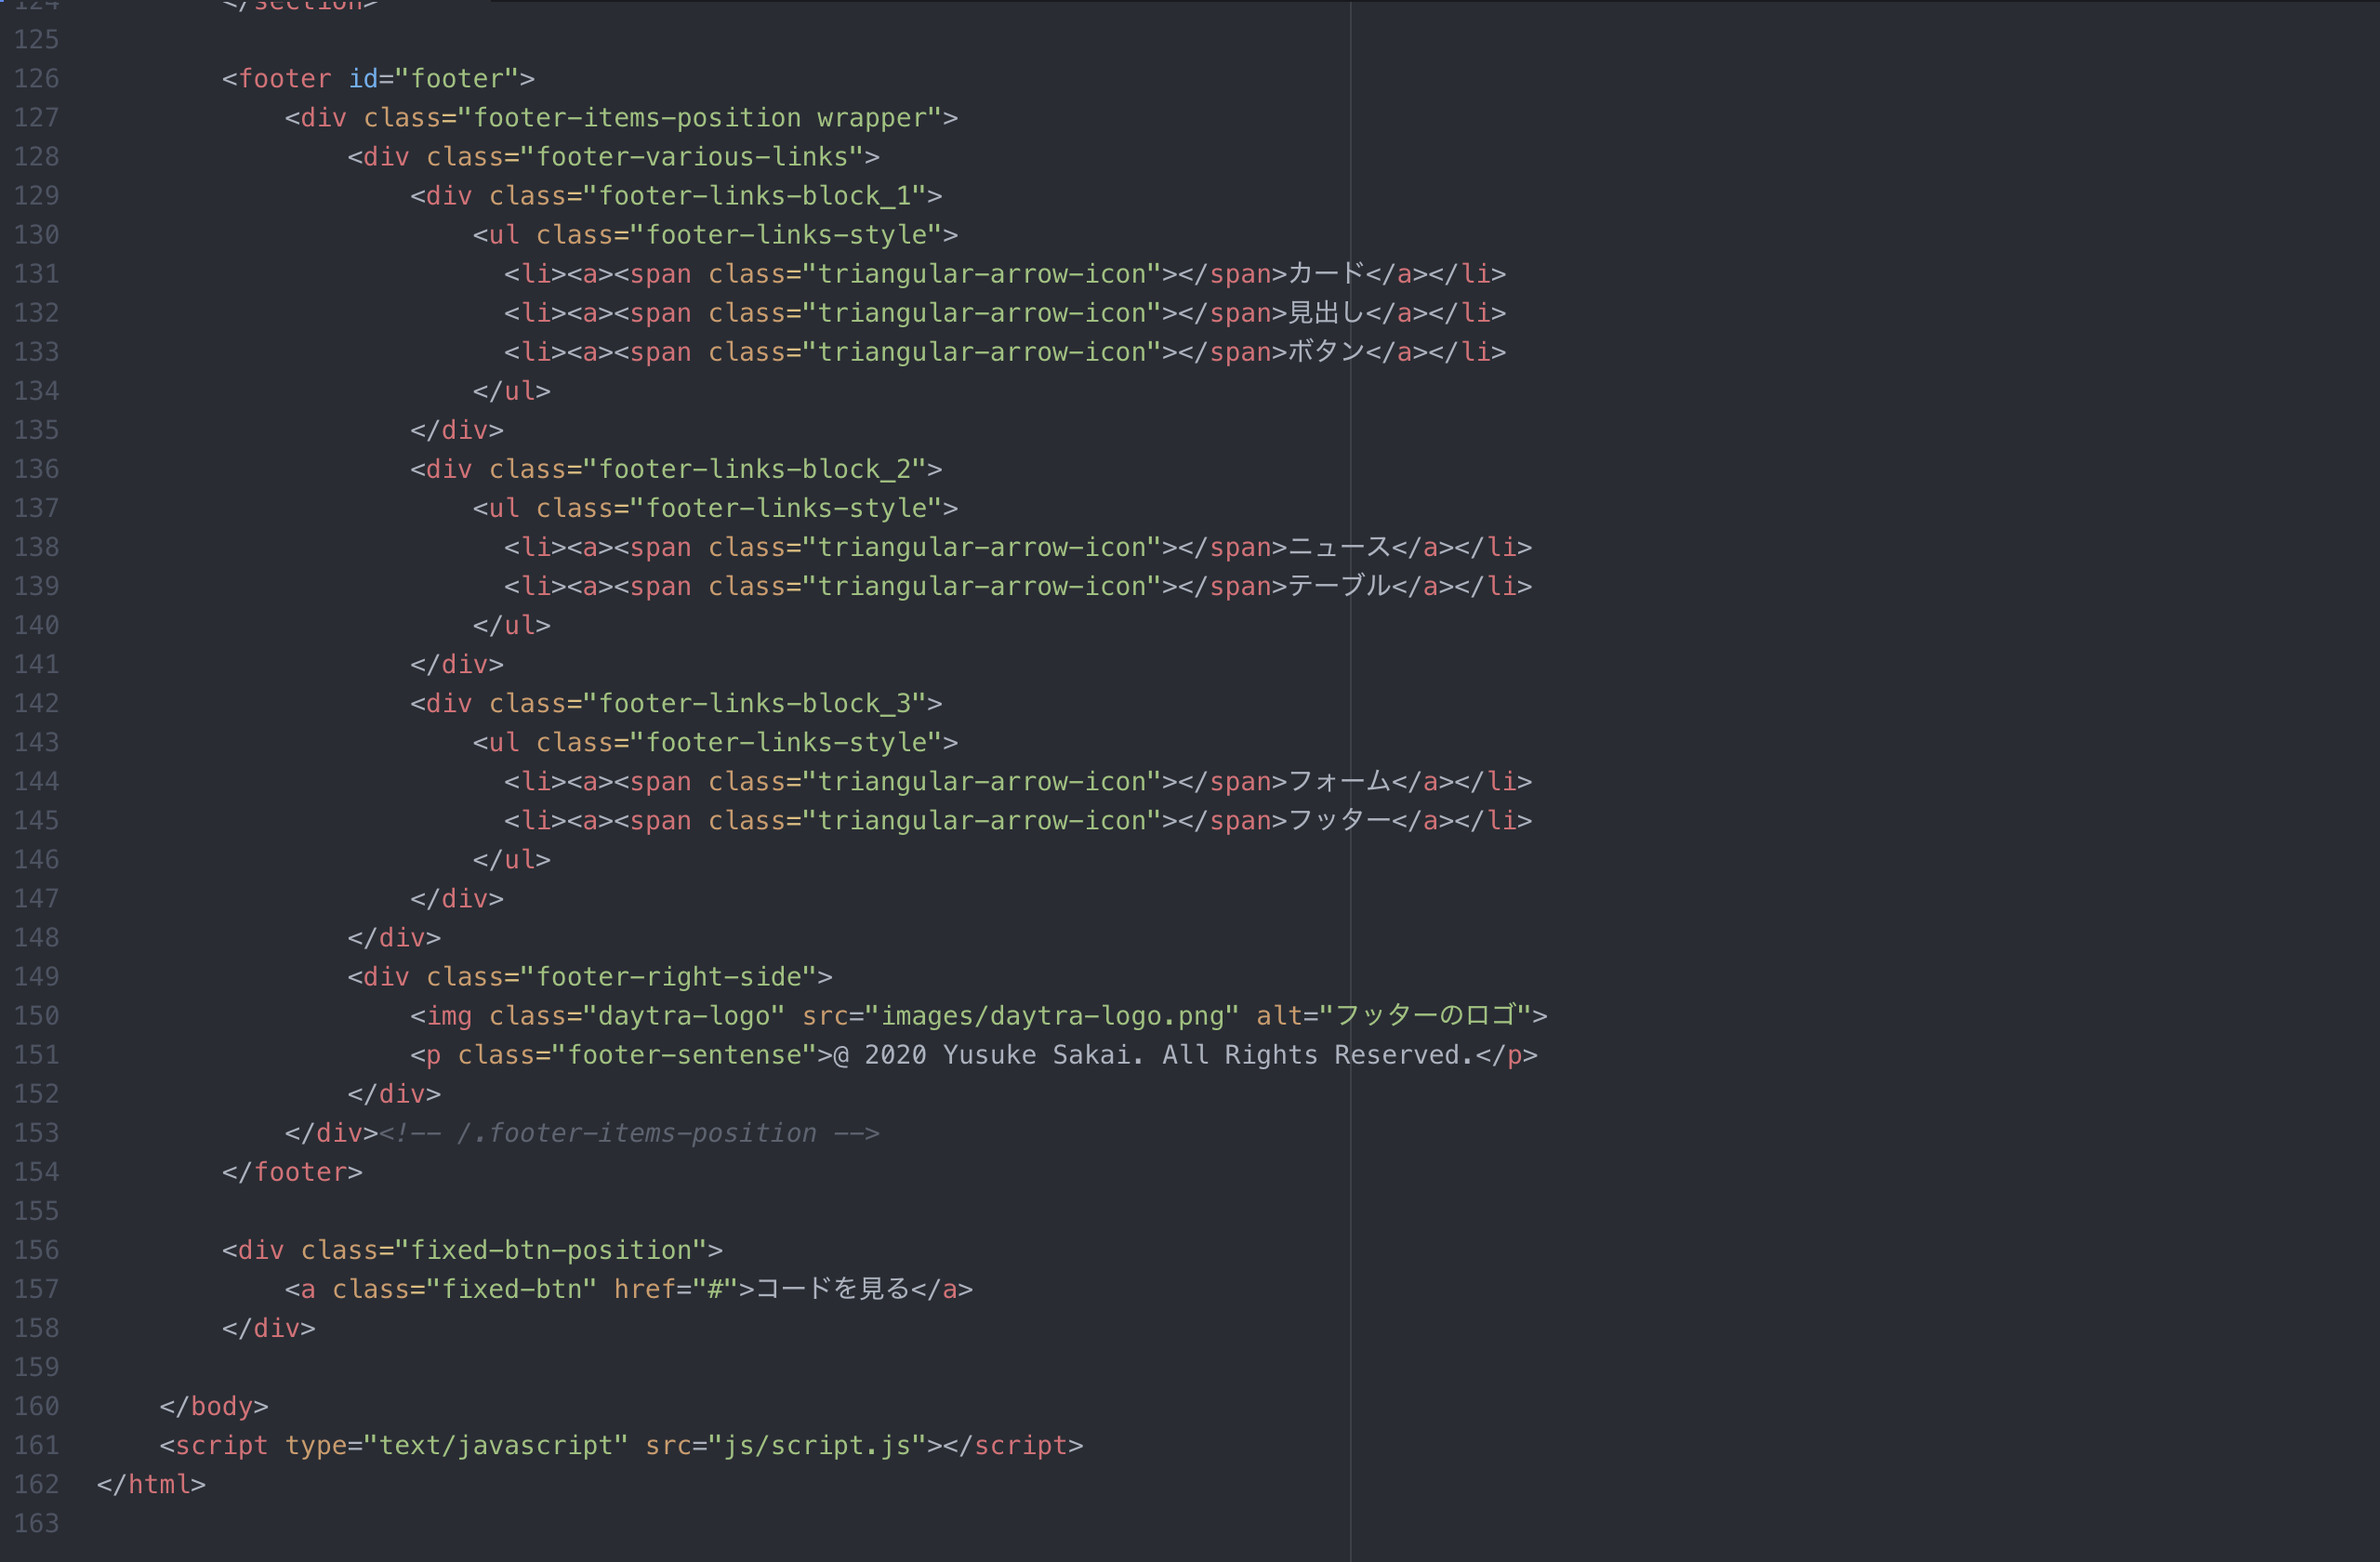 124        </section>
125
126        <footer id="footer">
127            <div class="footer-items-position wrapper">
128                <div class="footer-various-links">
129                    <div class="footer-links-block_1">
130                        <ul class="footer-links-style">
131                          <li><a><span class="triangular-arrow-icon"></span>カード</a></li>
132                          <li><a><span class="triangular-arrow-icon"></span>見出し</a></li>
133                          <li><a><span class="triangular-arrow-icon"></span>ボタン</a></li>
134                        </ul>
135                    </div>
136                    <div class="footer-links-block_2">
137                        <ul class="footer-links-style">
138                          <li><a><span class="triangular-arrow-icon"></span>ニュース</a></li>
139                          <li><a><span class="triangular-arrow-icon"></span>テーブル</a></li>
140                        </ul>
141                    </div>
142                    <div class="footer-links-block_3">
143                        <ul class="footer-links-style">
144                          <li><a><span class="triangular-arrow-icon"></span>フォーム</a></li>
145                          <li><a><span class="triangular-arrow-icon"></span>フッター</a></li>
146                        </ul>
147                    </div>
148                </div>
149                <div class="footer-right-side">
150                    <img class="daytra-logo" src="images/daytra-logo.png" alt="フッターのロゴ">
151                    <p class="footer-sentense">@ 2020 Yusuke Sakai. All Rights Reserved.</p>
152                </div>
153            </div><!-- /.footer-items-position -->
154        </footer>
155
156        <div class="fixed-btn-position">
157            <a class="fixed-btn" href="#">コードを見る</a>
158        </div>
159
160    </body>
161    <script type="text/javascript" src="js/script.js"></script>
162</html>
163